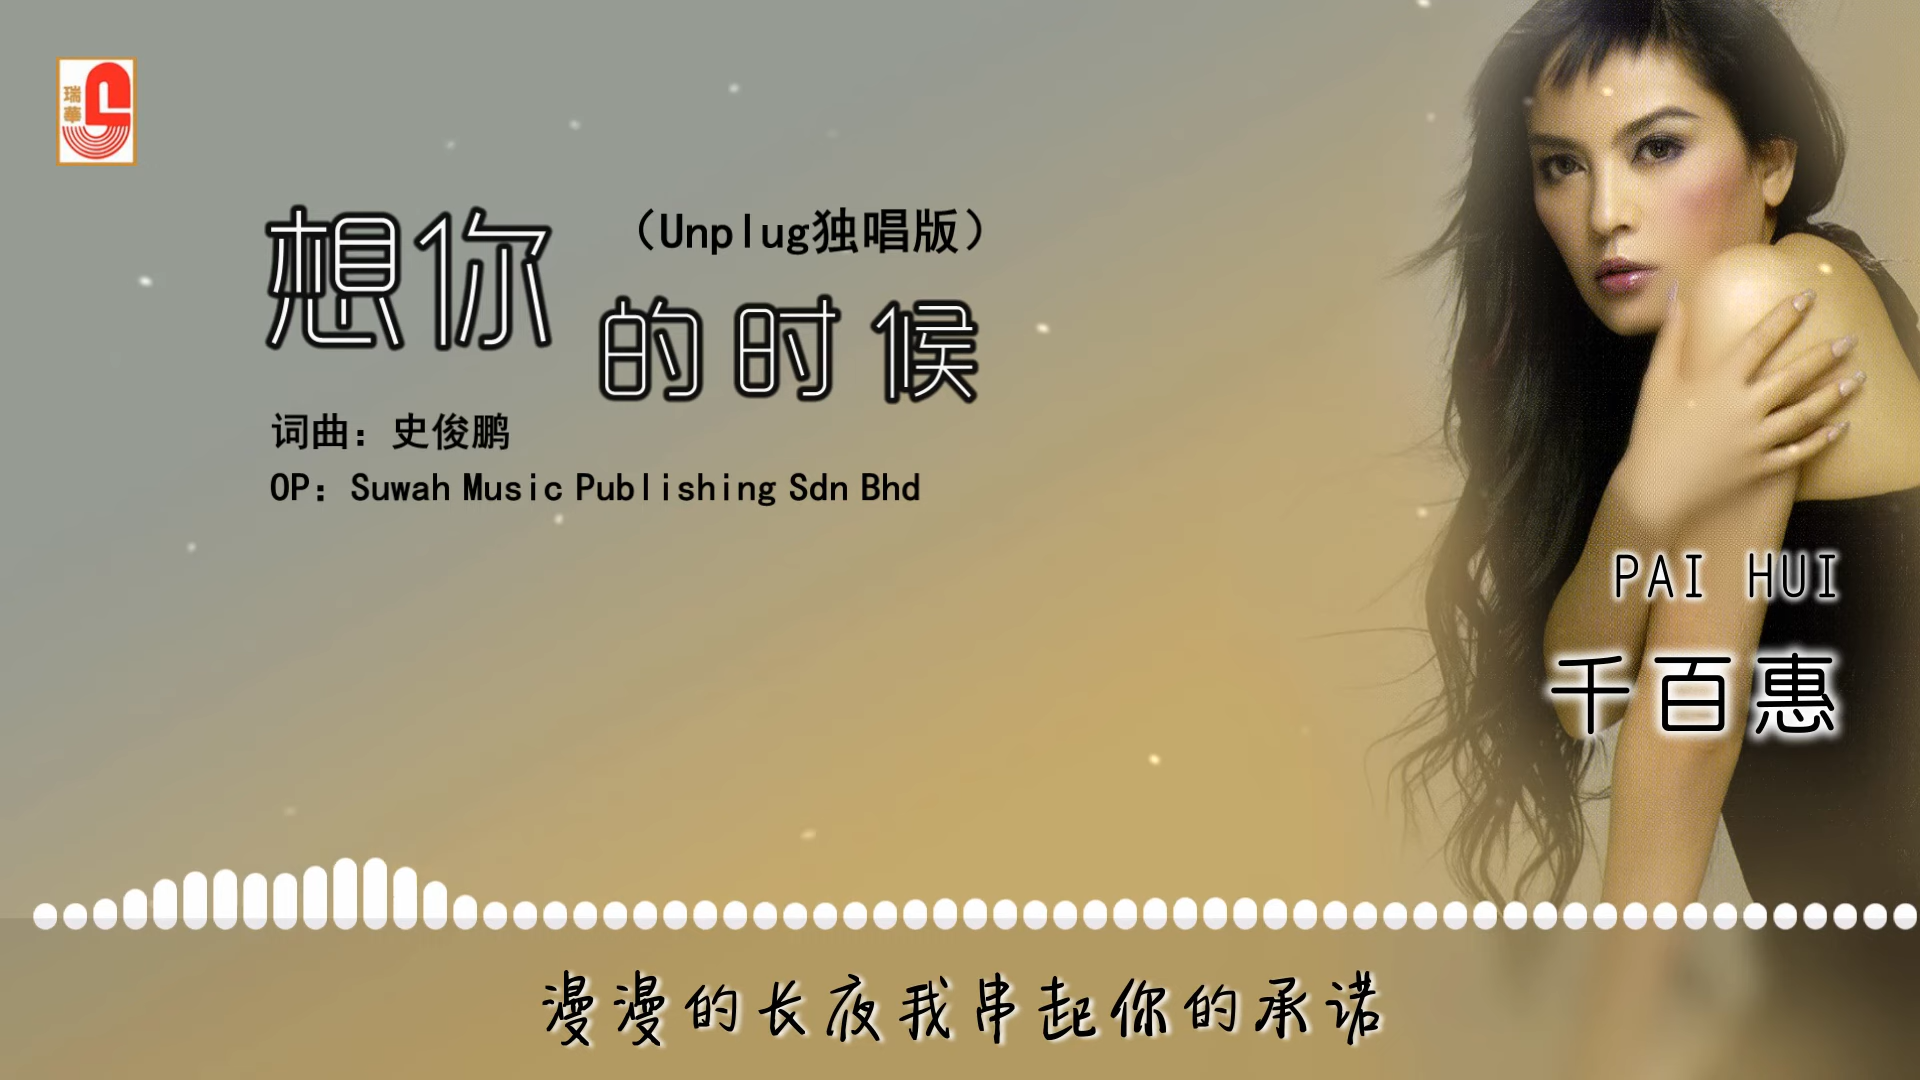 瑞華
想你
（Unplug独唱版）
的时候
词曲：史俊鹏
OP：Suwah Music Publishing Sdn Bhd
PAI HUI
千百惠
漫漫的长夜我串起你的承诺